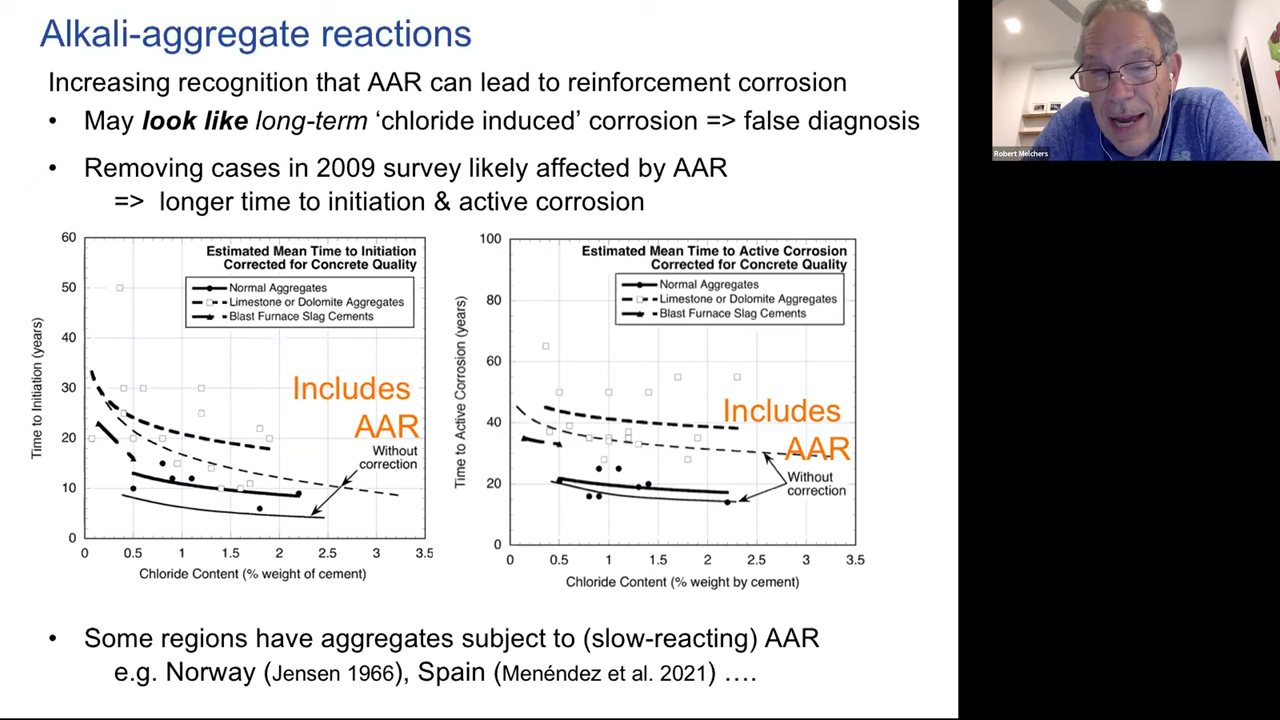 Alkali-aggregate reactions
Increasing recognition that AAR can lead to reinforcement corrosion
• May look like long-term ‘chloride induced’ corrosion => false diagnosis
• Removing cases in 2009 survey likely affected by AAR
=> longer time to initiation & active corrosion
60
50
40
30
20
10
0
Time to Initiation (years)
Estimated Mean Time to Initiation
Corrected for Concrete Quality
Normal Aggregates
Limestone or Dolomite Aggregates
Blast Furnace Slag Cements
Includes
AAR
Without
correction
0 0.5 1 1.5 2 2.5 3 3.5
Chloride Content (% weight of cement)
100
80
60
40
20
0
Time to Active Corrosion (years)
Estimated Mean Time to Active Corrosion
Corrected for Concrete Quality
Normal Aggregates
Limestone or Dolomite Aggregates
Blast Furnace Slag Cements
Includes
AAR
Without
correction
0 0.5 1 1.5 2 2.5 3 3.5
Chloride Content (% weight by cement)
• Some regions have aggregates subject to (slow-reacting) AAR
e.g. Norway (Jensen 1966), Spain (Menéndez et al. 2021) ….
Robert Melchers